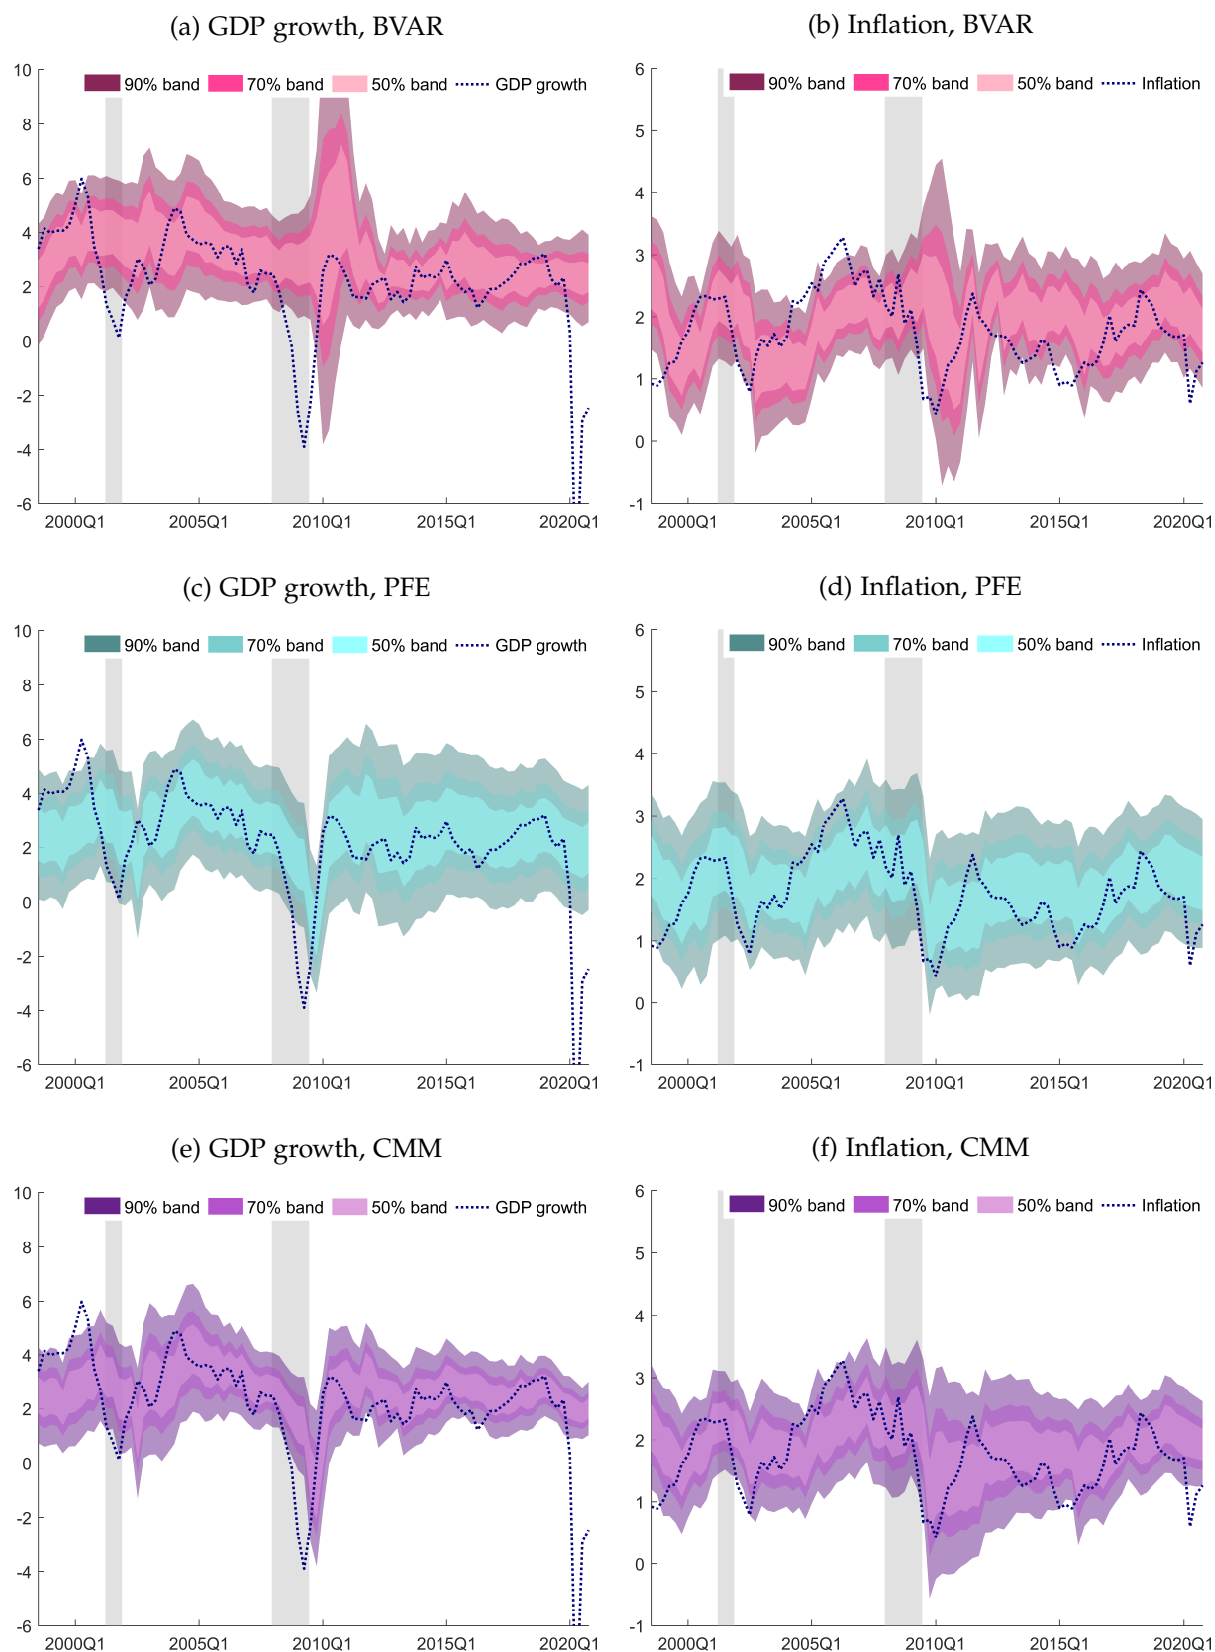 (a) GDP growth, BVAR
90% band 70% band 50% band GDP growth
10
8
6
4
2
0
-2
-4
-6
2000Q1 2005Q1 2010Q1 2015Q1 2020Q1
(b) Inflation, BVAR
90% band 70% band 50% band Inflation
6
5
4
3
2
1
0
-1
2000Q1 2005Q1 2010Q1 2015Q1 2020Q1
(c) GDP growth, PFE
90% band 70% band 50% band GDP growth
10
8
6
4
2
0
-2
-4
-6
2000Q1 2005Q1 2010Q1 2015Q1 2020Q1
(d) Inflation, PFE
90% band 70% band 50% band Inflation
6
5
4
3
2
1
0
-1
2000Q1 2005Q1 2010Q1 2015Q1 2020Q1
(e) GDP growth, CMM
90% band 70% band 50% band GDP growth
10
8
6
4
2
0
-2
-4
-6
2000Q1 2005Q1 2010Q1 2015Q1 2020Q1
(f) Inflation, CMM
90% band 70% band 50% band Inflation
6
5
4
3
2
1
0
-1
2000Q1 2005Q1 2010Q1 2015Q1 2020Q1